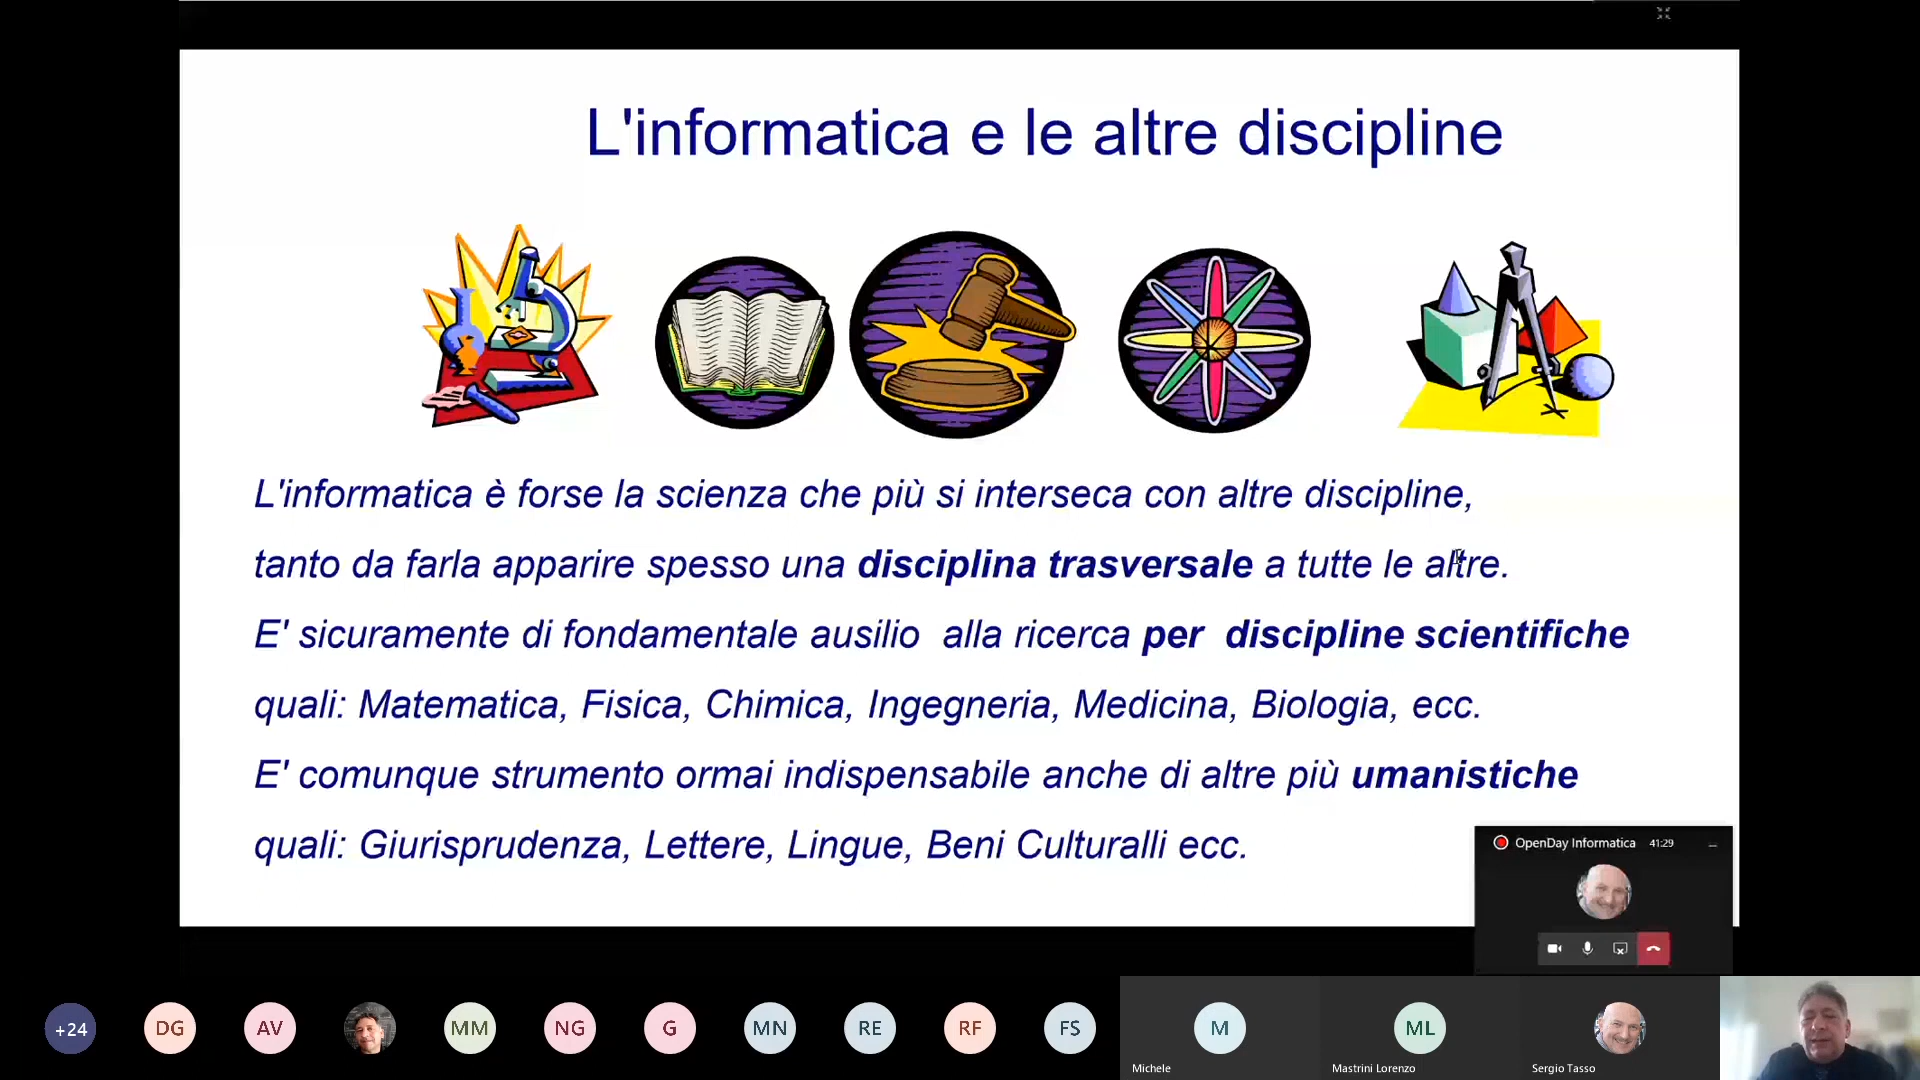 L'informatica e le altre discipline
L'informatica è forse la scienza che più si interseca con altre discipline,
tanto da farla apparire spesso una disciplina trasversale a tutte le altre.
E' sicuramente di fondamentale ausilio  alla ricerca per  discipline scientifiche
quali: Matematica, Fisica, Chimica, Ingegneria, Medicina, Biologia, ecc.
E' comunque strumento ormai indispensabile anche di altre più umanistiche
quali: Giurisprudenza, Lettere, Lingue, Beni Culturalli ecc.
OpenDay Informatica 41:29
+24 DG AV MM NG G MN RE RF FS M ML
Michele Mastrini Lorenzo Sergio Tasso